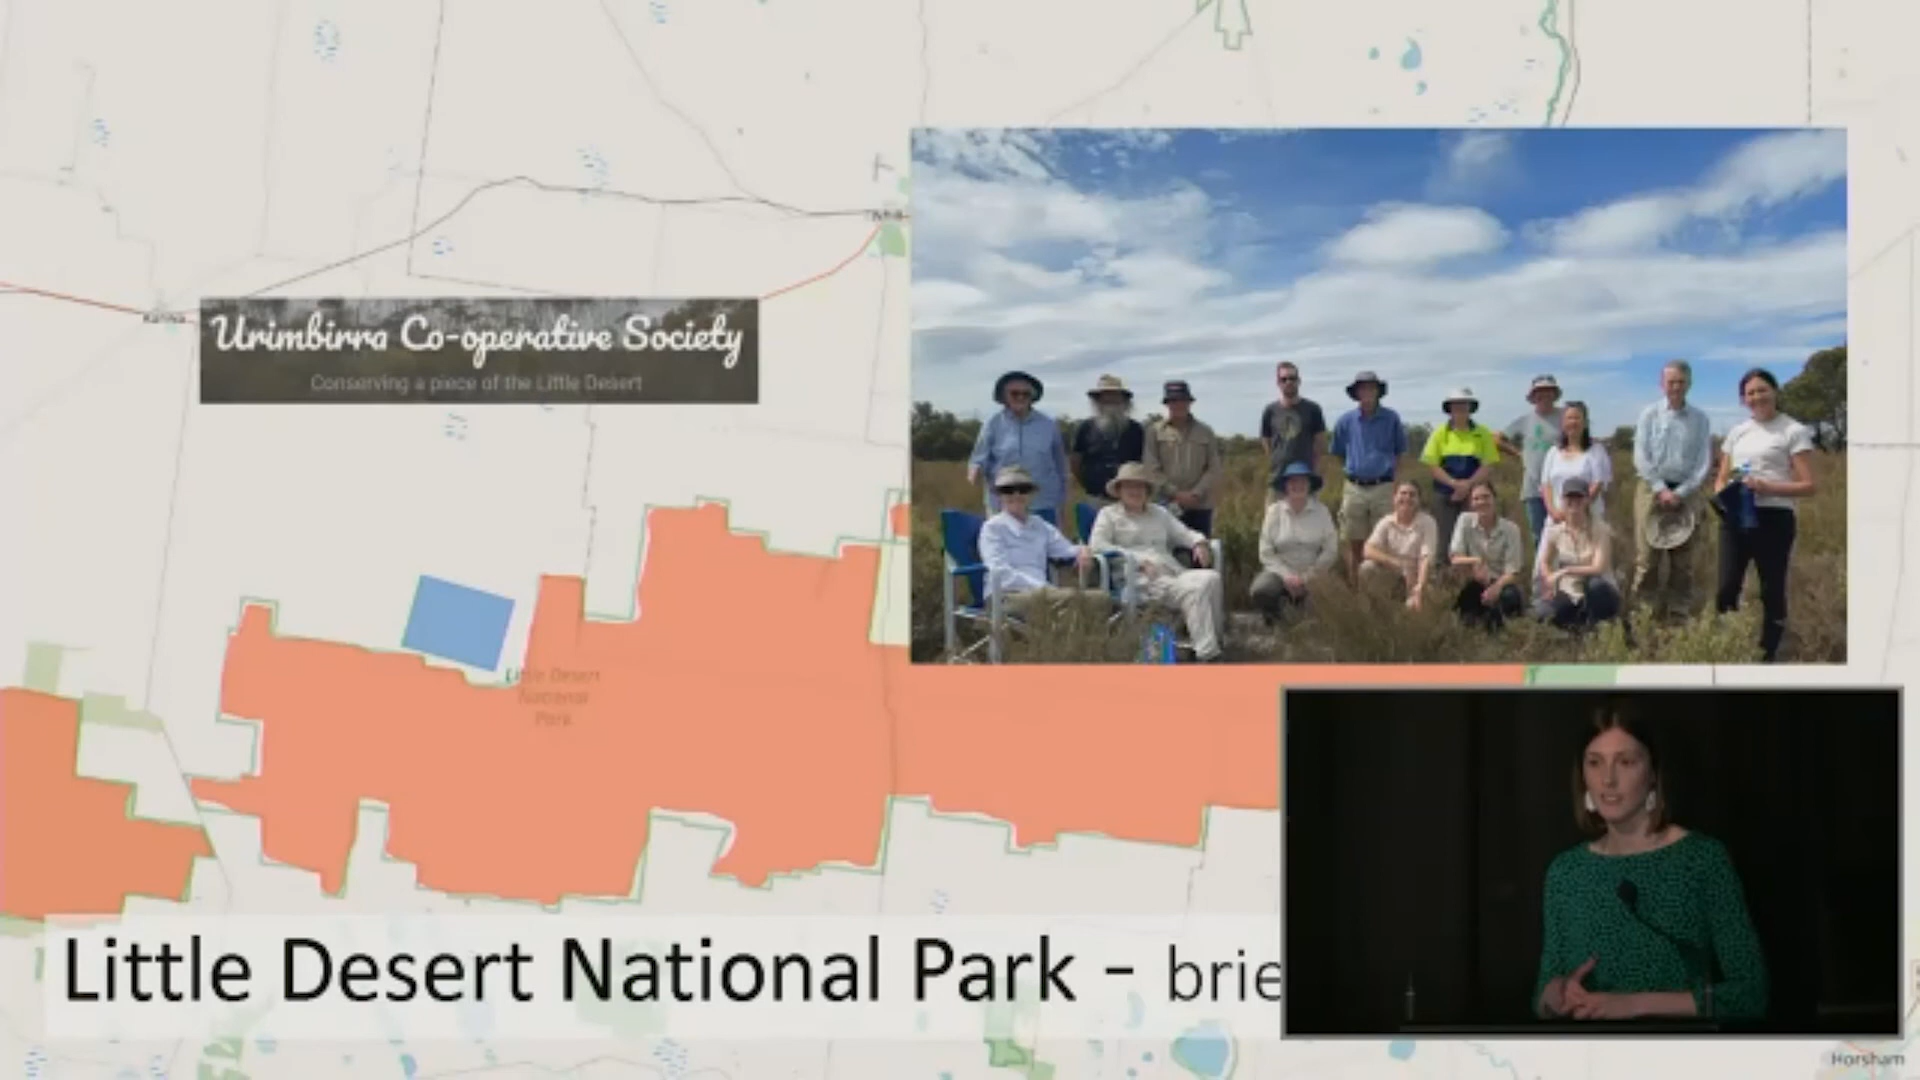 Urimbirra Co-operative Society
Conserving a piece of the Little Desert
Little Desert
National
Park
Little Desert National Park - brie
Horsham